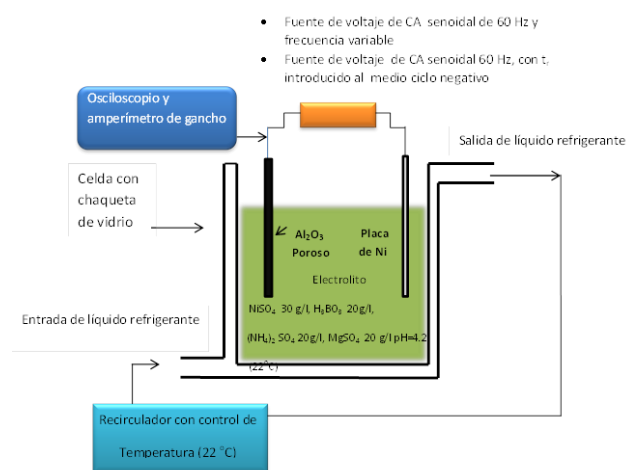 • Fuente de voltaje de CA senoidal de 60 Hz y
frecuencia variable
• Fuente de voltaje de CA senoidal 60 Hz, con t,
introducido al medio ciclo negativo
Osciloscopio y
amperímetro de gancho
Salida de líquido refrigerante
Celda con
chaqueta
de vidrio
Al₂O₃
Poroso
Placa
de Ni
Electrolito
NiSO₄ 30 g/l, H₃BO₃ 20g/l,
(NH₄)₂ SO₄ 20g/l, MgSO₄ 20 g/l pH=4.2
(22°C)
Entrada de líquido refrigerante
Recirculador con control de
Temperatura (22 °C)